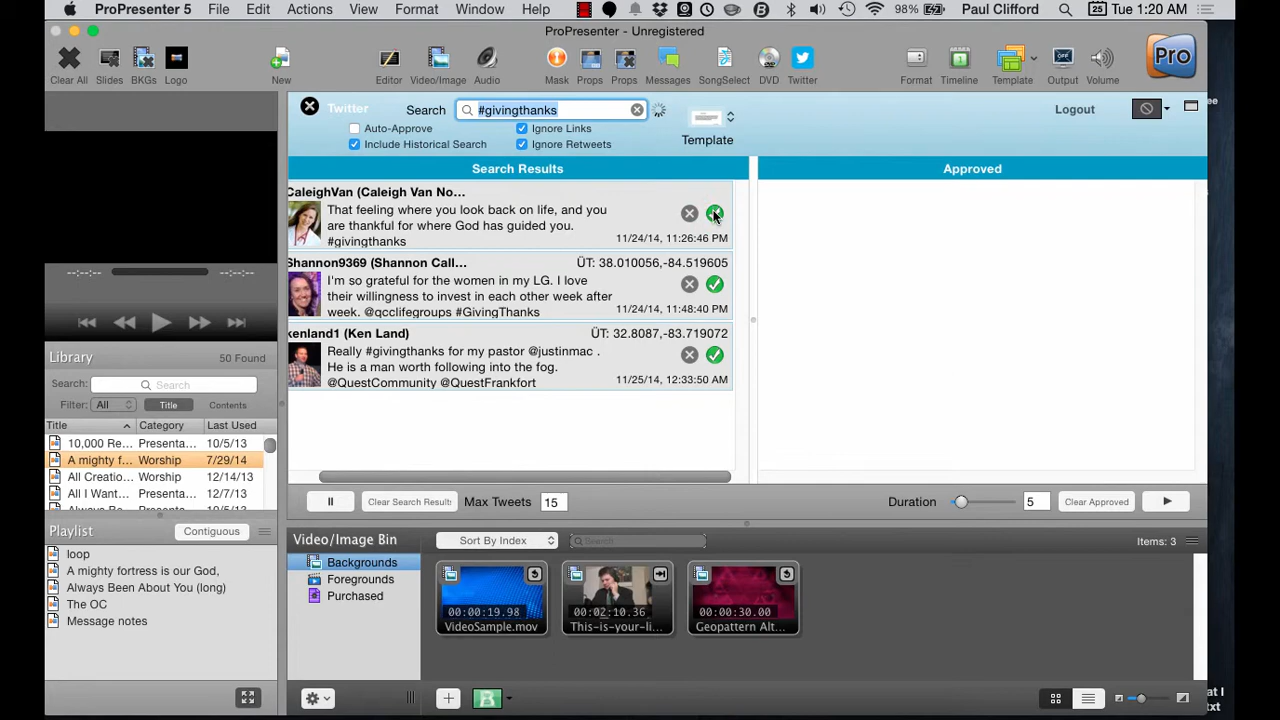 ProPresenter 5 File Edit Actions View Format Window Help 98% Paul Clifford 25 Tue 1:20 AM
ProPresenter - Unregistered
Clear All Slides BKGs Logo New Editor Video/Image Audio Mask Props Props Messages SongSelect DVD Twitter Format Timeline Template Output Volume
Pro
Twitter Search #givingthanks Logout
Auto-Approve Ignore Links
Include Historical Search Ignore Retweets Template
Search Results Approved
CaleighVan (Caleigh Van No...
That feeling where you look back on life, and you
are thankful for where God has guided you.
#givingthanks 11/24/14, 11:26:46 PM
Shannon9369 (Shannon Call... ÜT: 38.010056,-84.519605
I'm so grateful for the women in my LG. I love
their willingness to invest in each other week after
week. @qcclifegroups #GivingThanks 11/24/14, 11:48:40 PM
kenland1 (Ken Land) ÜT: 32.8087,-83.719072
Really #givingthanks for my pastor @justinmac .
He is a man worth following into the fog.
@QuestCommunity @QuestFrankfort 11/25/14, 12:33:50 AM
--:--:-- --:--:--
Library 50 Found
Search: Search
Filter: All Title Contents
Title Category Last Used
10,000 Re... Presenta... 10/5/13
A mighty f... Worship 7/29/14
All Creatio... Worship 12/14/13
All I Want... Presenta... 12/7/13
Always Re... Presenta... 10/5/13
Clear Search Results Max Tweets 15 Duration 5 Clear Approved
Playlist Contiguous
loop
A mighty fortress is our God,
Always Been About You (long)
The OC
Message notes
Video/Image Bin Sort By Index Search Items: 3
Backgrounds
Foregrounds
Purchased
00:00:19.98 00:02:10.36 00:00:30.00
VideoSample.mov This-is-your-li... Geopattern Alt...